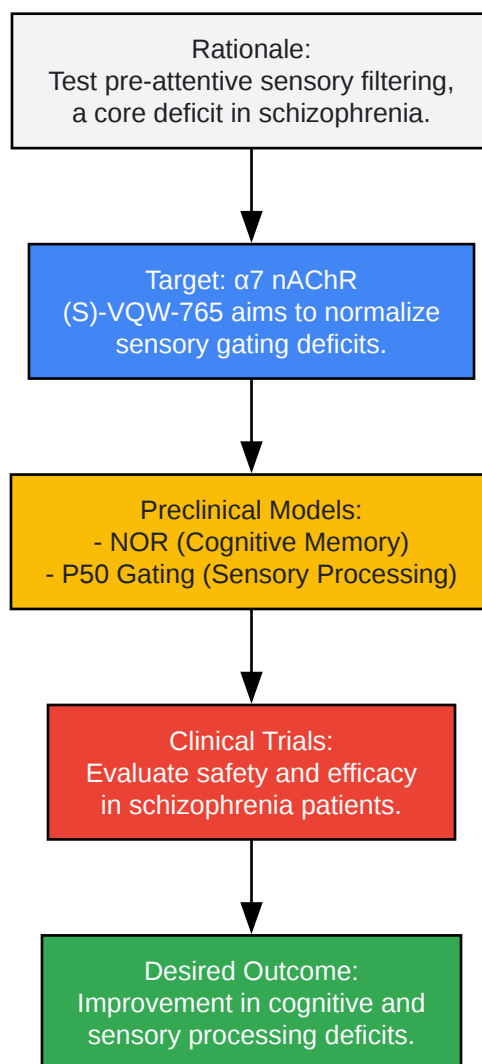 Rationale:
Test pre-attentive sensory filtering,
a core deficit in schizophrenia.
Target: α7 nAChR
(S)-VQW-765 aims to normalize
sensory gating deficits.
Preclinical Models:
- NOR (Cognitive Memory)
- P50 Gating (Sensory Processing)
Clinical Trials:
Evaluate safety and efficacy
in schizophrenia patients.
Desired Outcome:
Improvement in cognitive and
sensory processing deficits.